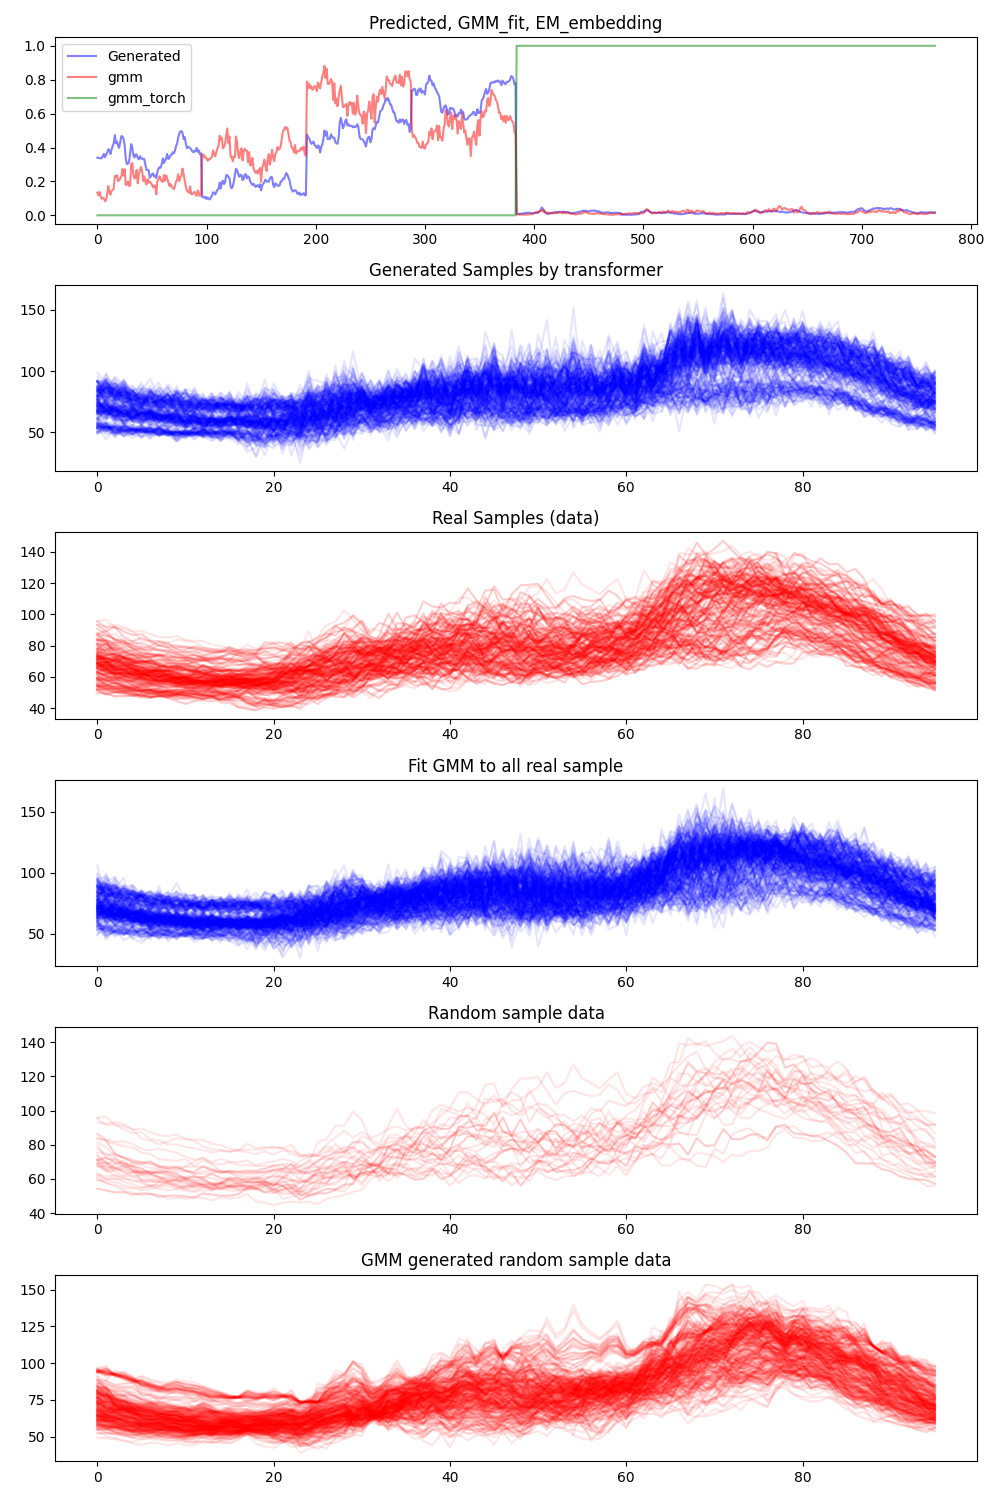 Predicted, GMM_fit, EM_embedding
1.0
0.8
0.6
0.4
0.2
0.0
Generated
gmm
gmm_torch
0 100 200 300 400 500 600 700 800
Generated Samples by transformer
150
100
50
0 20 40 60 80
Real Samples (data)
140
120
100
80
60
40
0 20 40 60 80
Fit GMM to all real sample
150
100
50
0 20 40 60 80
Random sample data
140
120
100
80
60
40
0 20 40 60 80
GMM generated random sample data
150
125
100
75
50
0 20 40 60 80